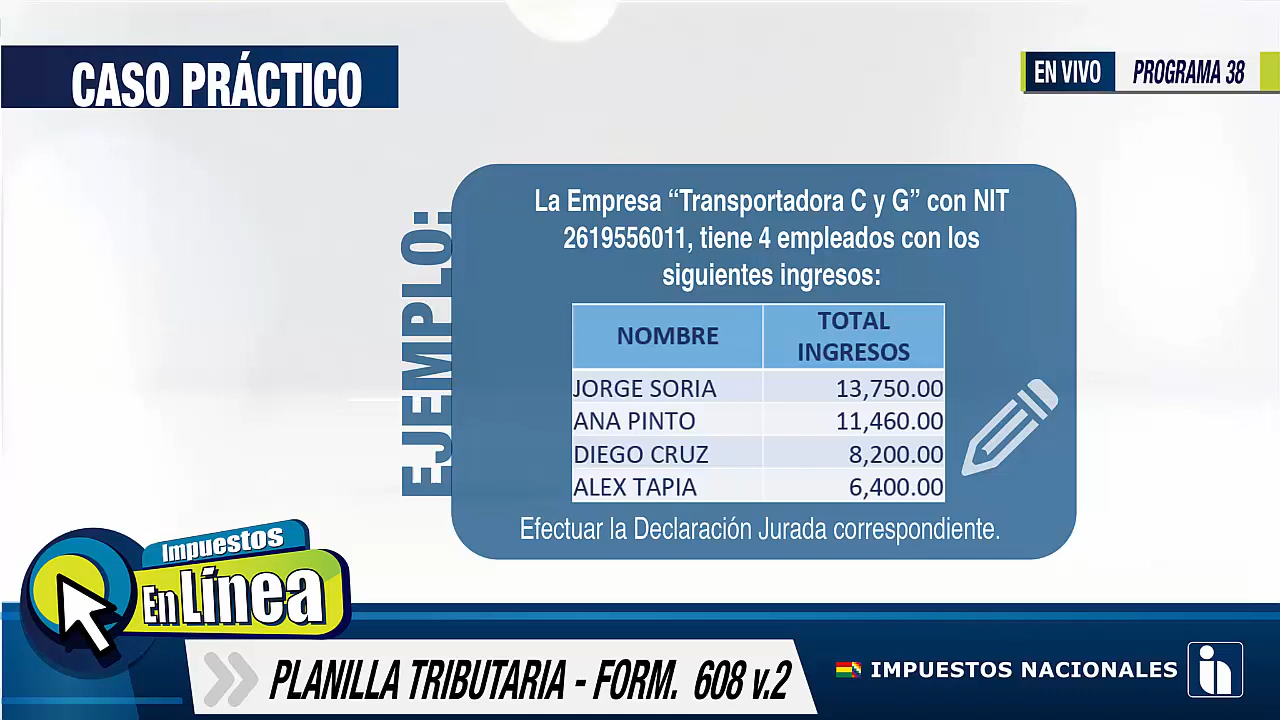 CASO PRÁCTICO
EN VIVO
PROGRAMA 38
EJEMPLO:
La Empresa “Transportadora C y G” con NIT
2619556011, tiene 4 empleados con los
siguientes ingresos:
NOMBRE TOTAL INGRESOS
JORGE SORIA 13,750.00
ANA PINTO 11,460.00
DIEGO CRUZ 8,200.00
ALEX TAPIA 6,400.00
Efectuar la Declaración Jurada correspondiente.
Impuestos
En Línea
PLANILLA TRIBUTARIA - FORM. 608 v.2
IMPUESTOS NACIONALES